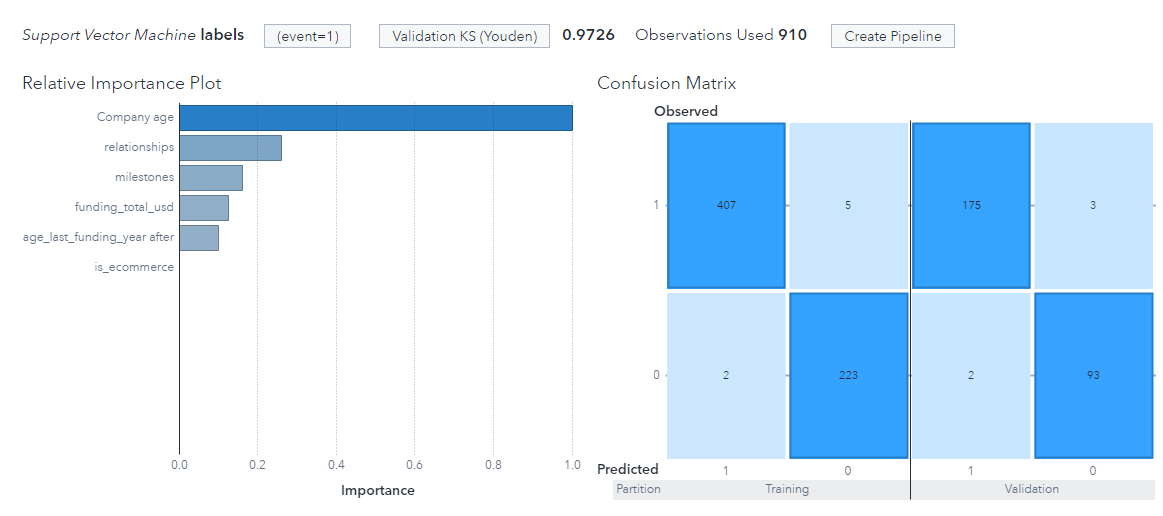 Support Vector Machine labels (event=1) Validation KS (Youden) 0.9726 Observations Used 910 Create Pipeline
Relative Importance Plot
Company age
relationships
milestones
funding_total_usd
age_last_funding_year after
is_ecommerce
0.0 0.2 0.4 0.6 0.8 1.0
Importance
Confusion Matrix
Observed
1 407 5 175 3
0 2 223 2 93
Predicted 1 0 1 0
Partition Training Validation